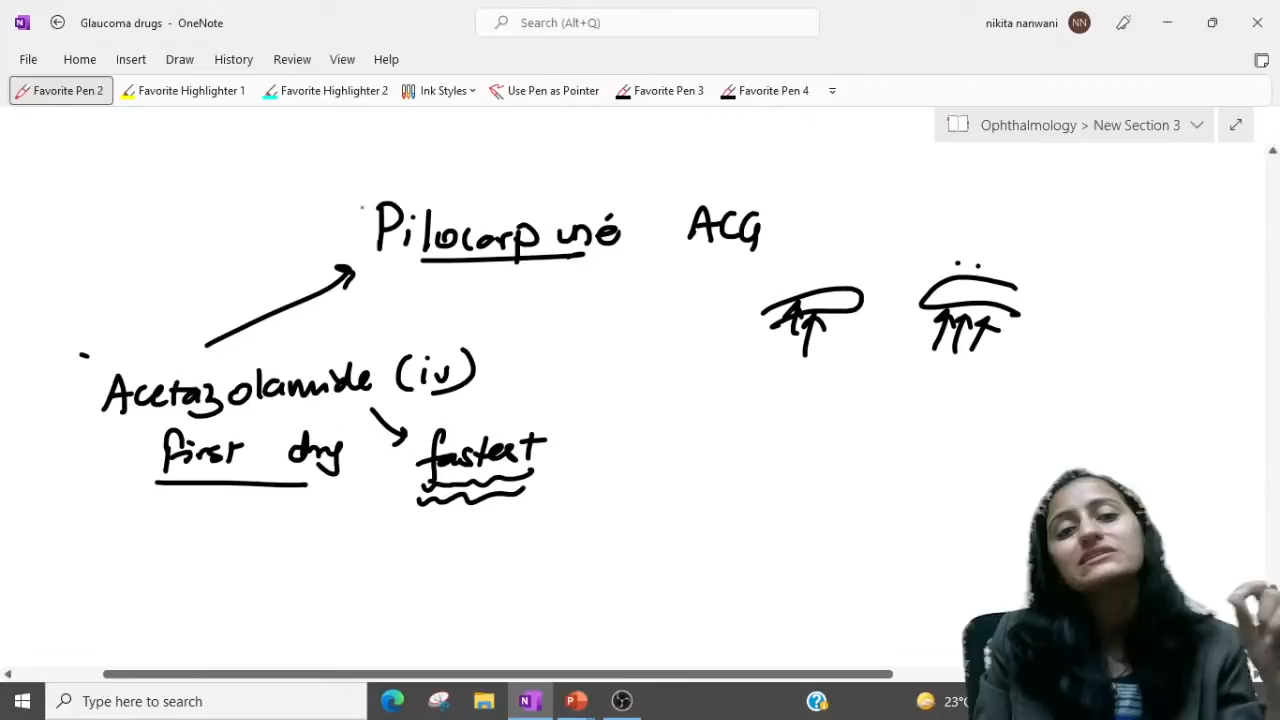 Glaucoma drugs - OneNote
Search (Alt+Q)
nikita nanwani
NN
File Home Insert Draw History Review View Help
Favorite Pen 2 Favorite Highlighter 1 Favorite Highlighter 2 Ink Styles Use Pen as Pointer Favorite Pen 3 Favorite Pen 4
Ophthalmology > New Section 3
Pilocarpine ACG
Acetazolamide (iv)
first drug fastest
Type here to search
23°C